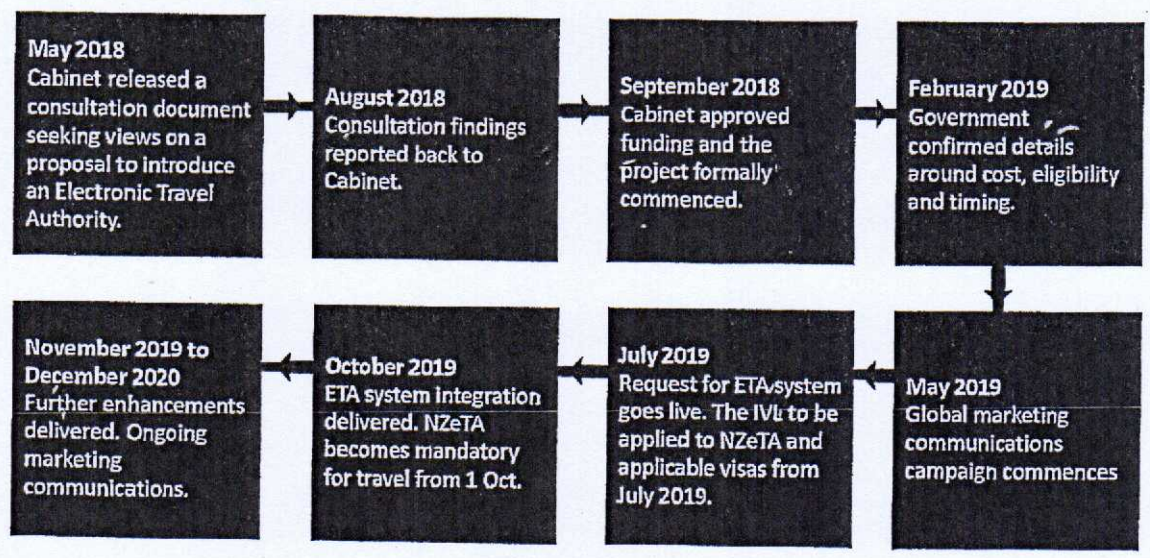 May 2018
Cabinet released a
consultation document
seeking views on a
proposal to introduce
an Electronic Travel
Authority.
August 2018
Consultation findings
reported back to
Cabinet.
September 2018
Cabinet approved
funding and the
project formally
commenced.
February 2019
Government
confirmed details
around cost, eligibility
and timing.
May 2019
Global marketing
communications
campaign commences
July 2019
Request for ETA system
goes live. The IVL to be
applied to NZeTA and
applicable visas from
July 2019.
October 2019
ETA system integration
delivered. NZeTA
becomes mandatory
for travel from 1 Oct.
November 2019 to
December 2020
Further enhancements
delivered. Ongoing
marketing
communications.